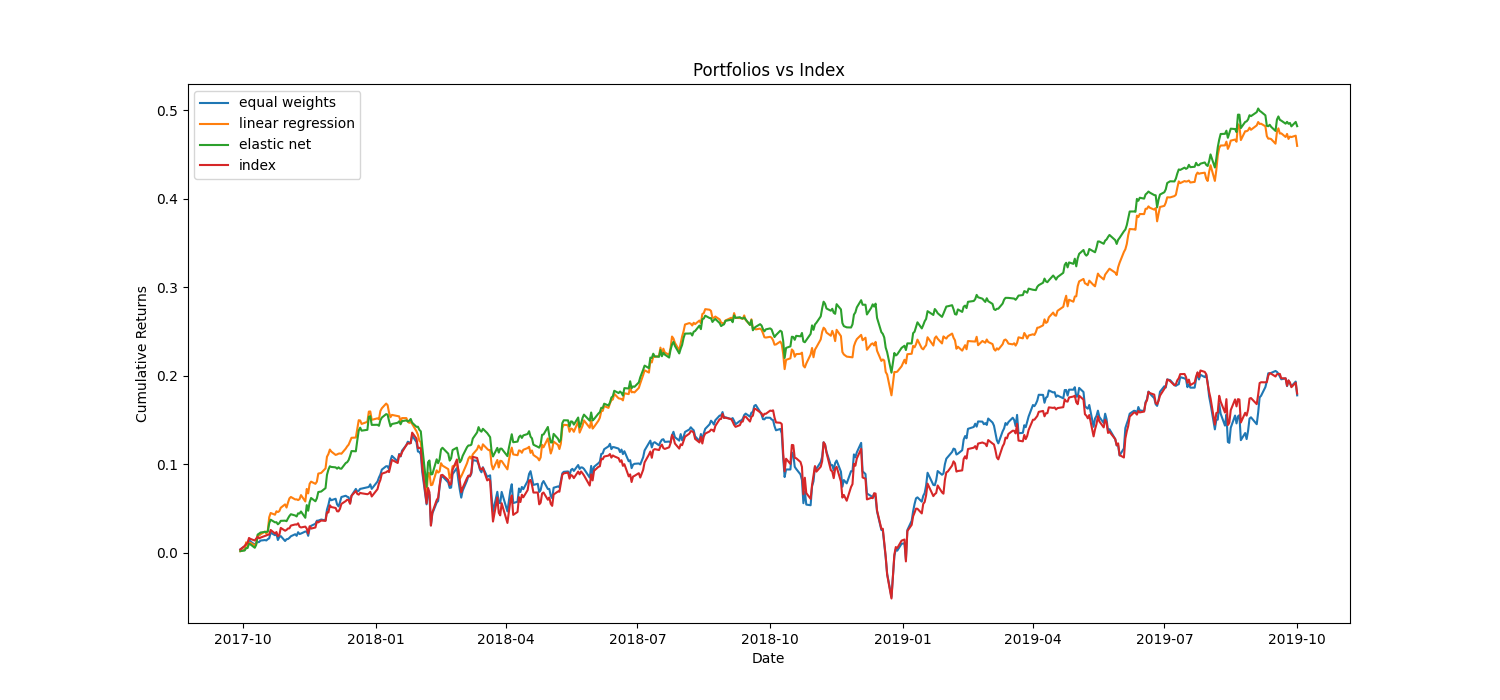 Portfolios vs Index
equal weights
linear regression
elastic net
index
Cumulative Returns
0.5
0.4
0.3
0.2
0.1
0.0
2017-10 2018-01 2018-04 2018-07 2018-10 2019-01 2019-04 2019-07 2019-10
Date